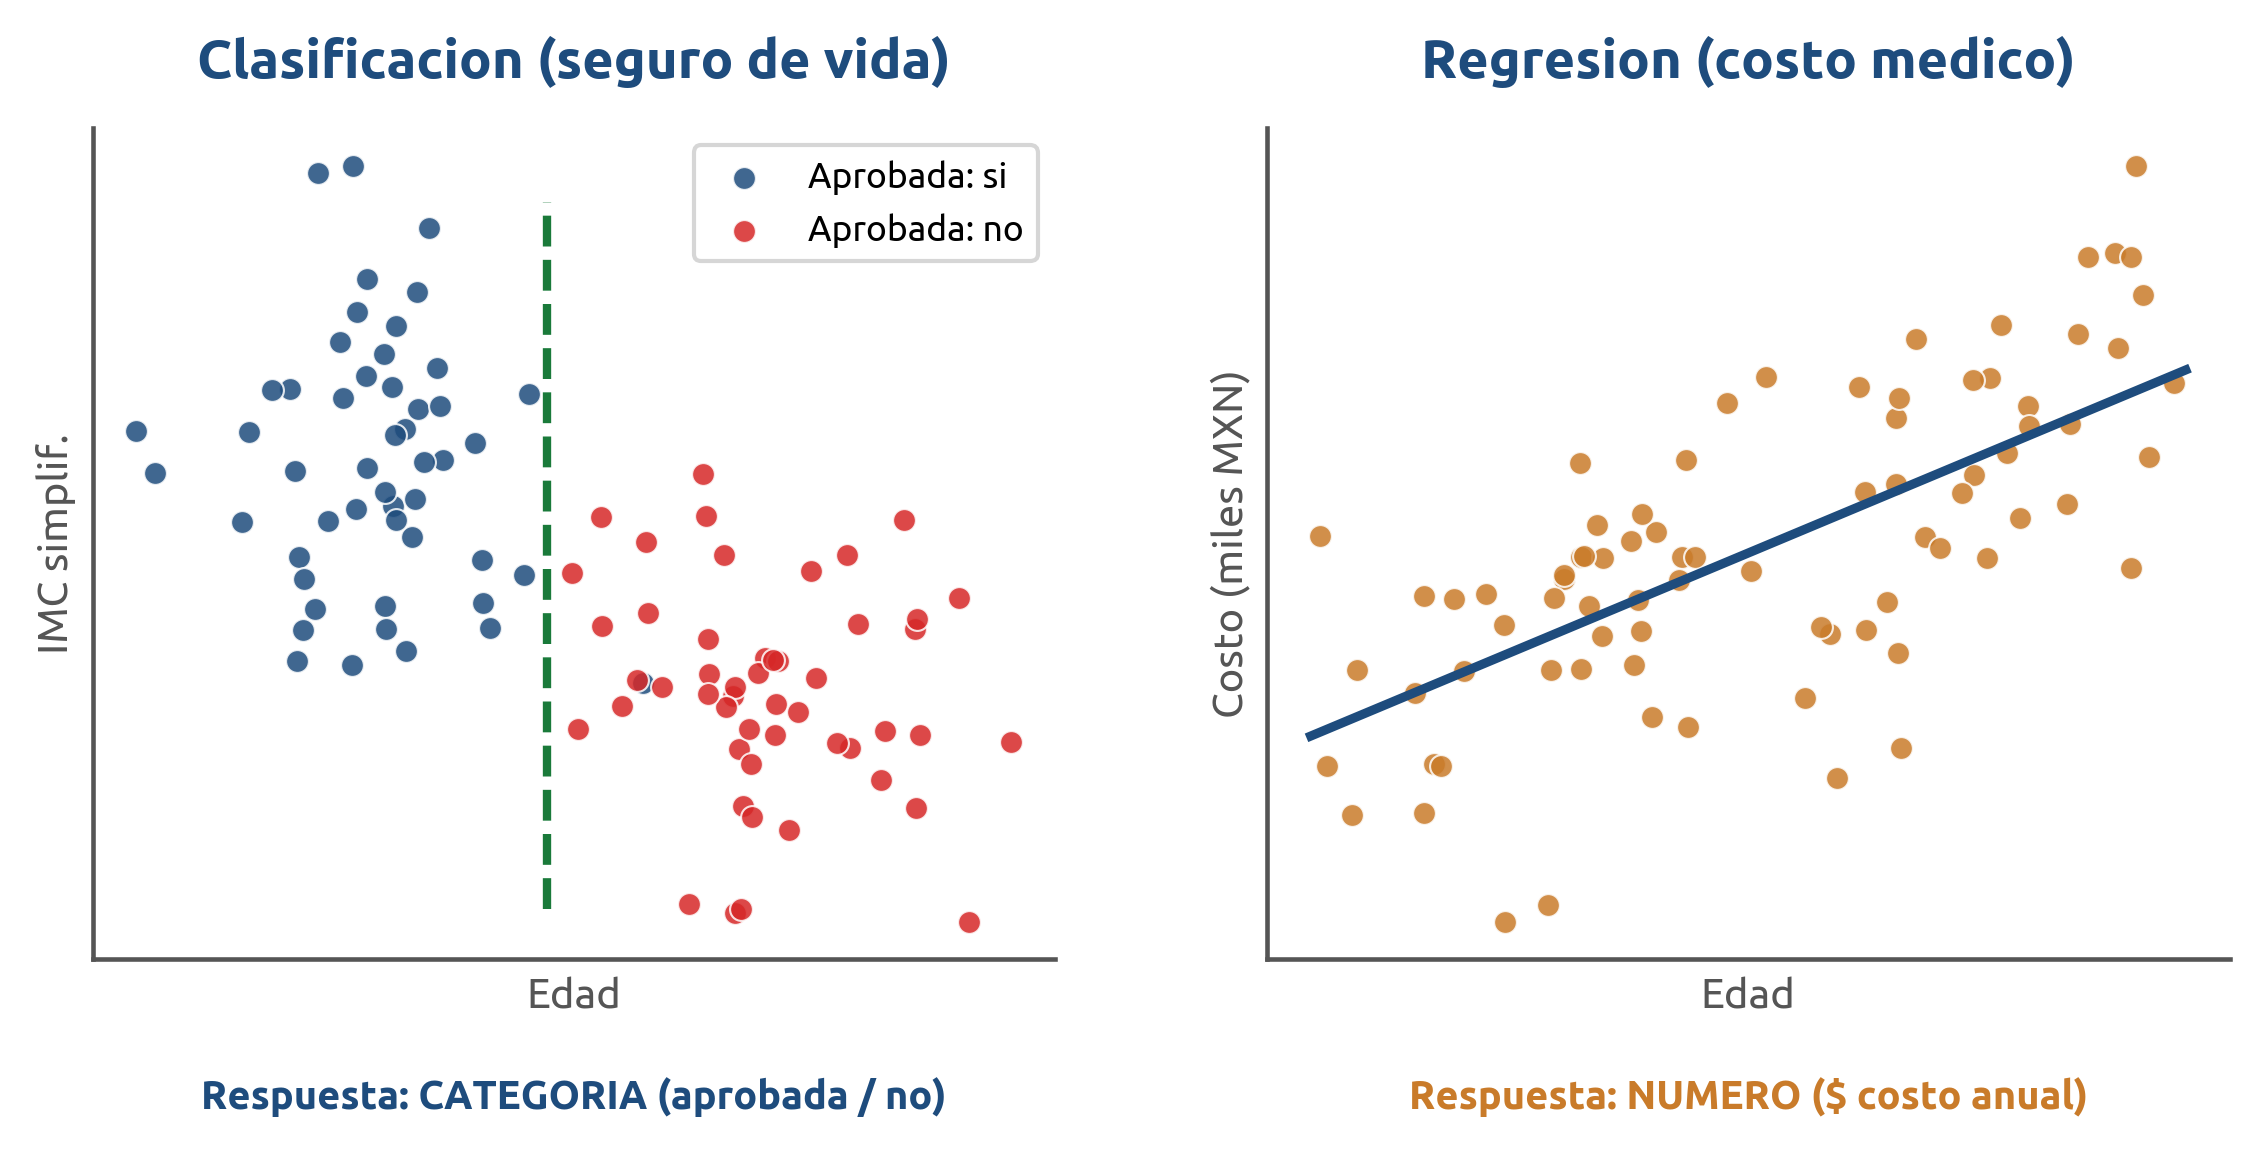 Clasificacion (seguro de vida)
Aprobada: si
Aprobada: no
IMC simplif.
Edad
Respuesta: CATEGORIA (aprobada / no)
Regresion (costo medico)
Costo (miles MXN)
Edad
Respuesta: NUMERO ($ costo anual)